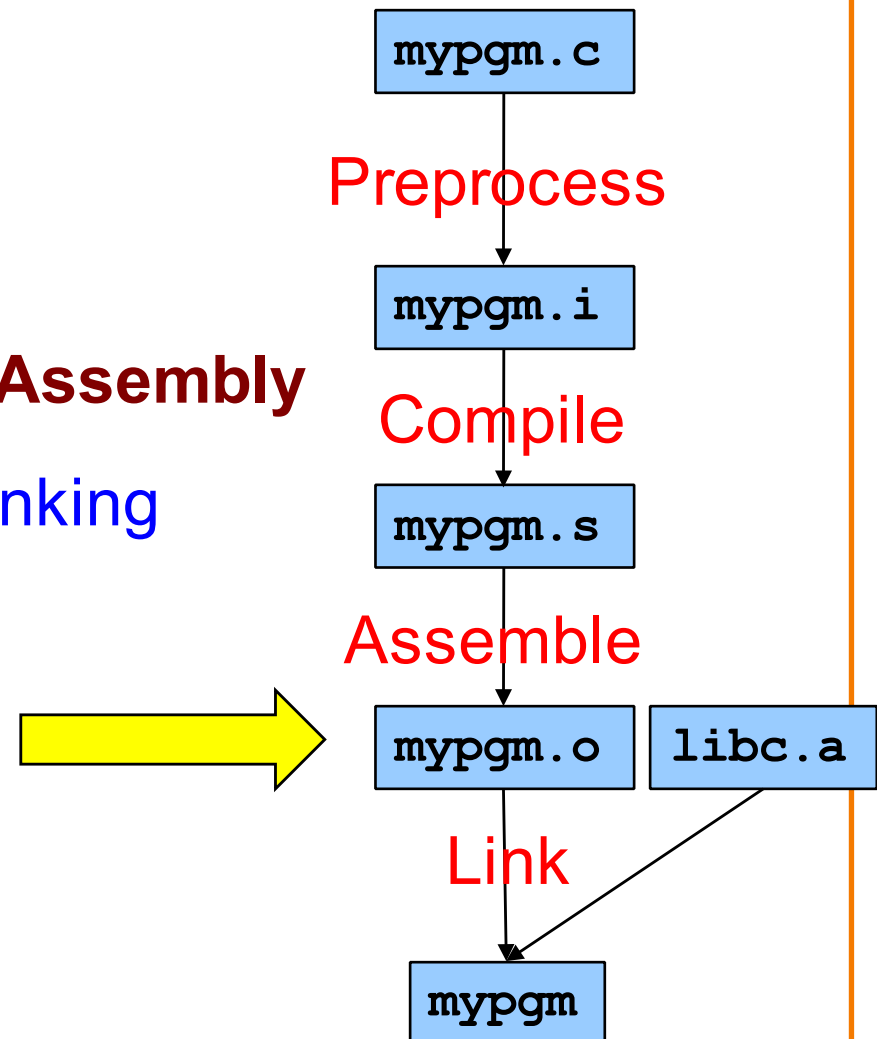 mypgm.c
Preprocess
mypgm.i
Assembly
Compile
nking
mypgm.s
Assemble
mypgm.o
libc.a
Link
mypgm